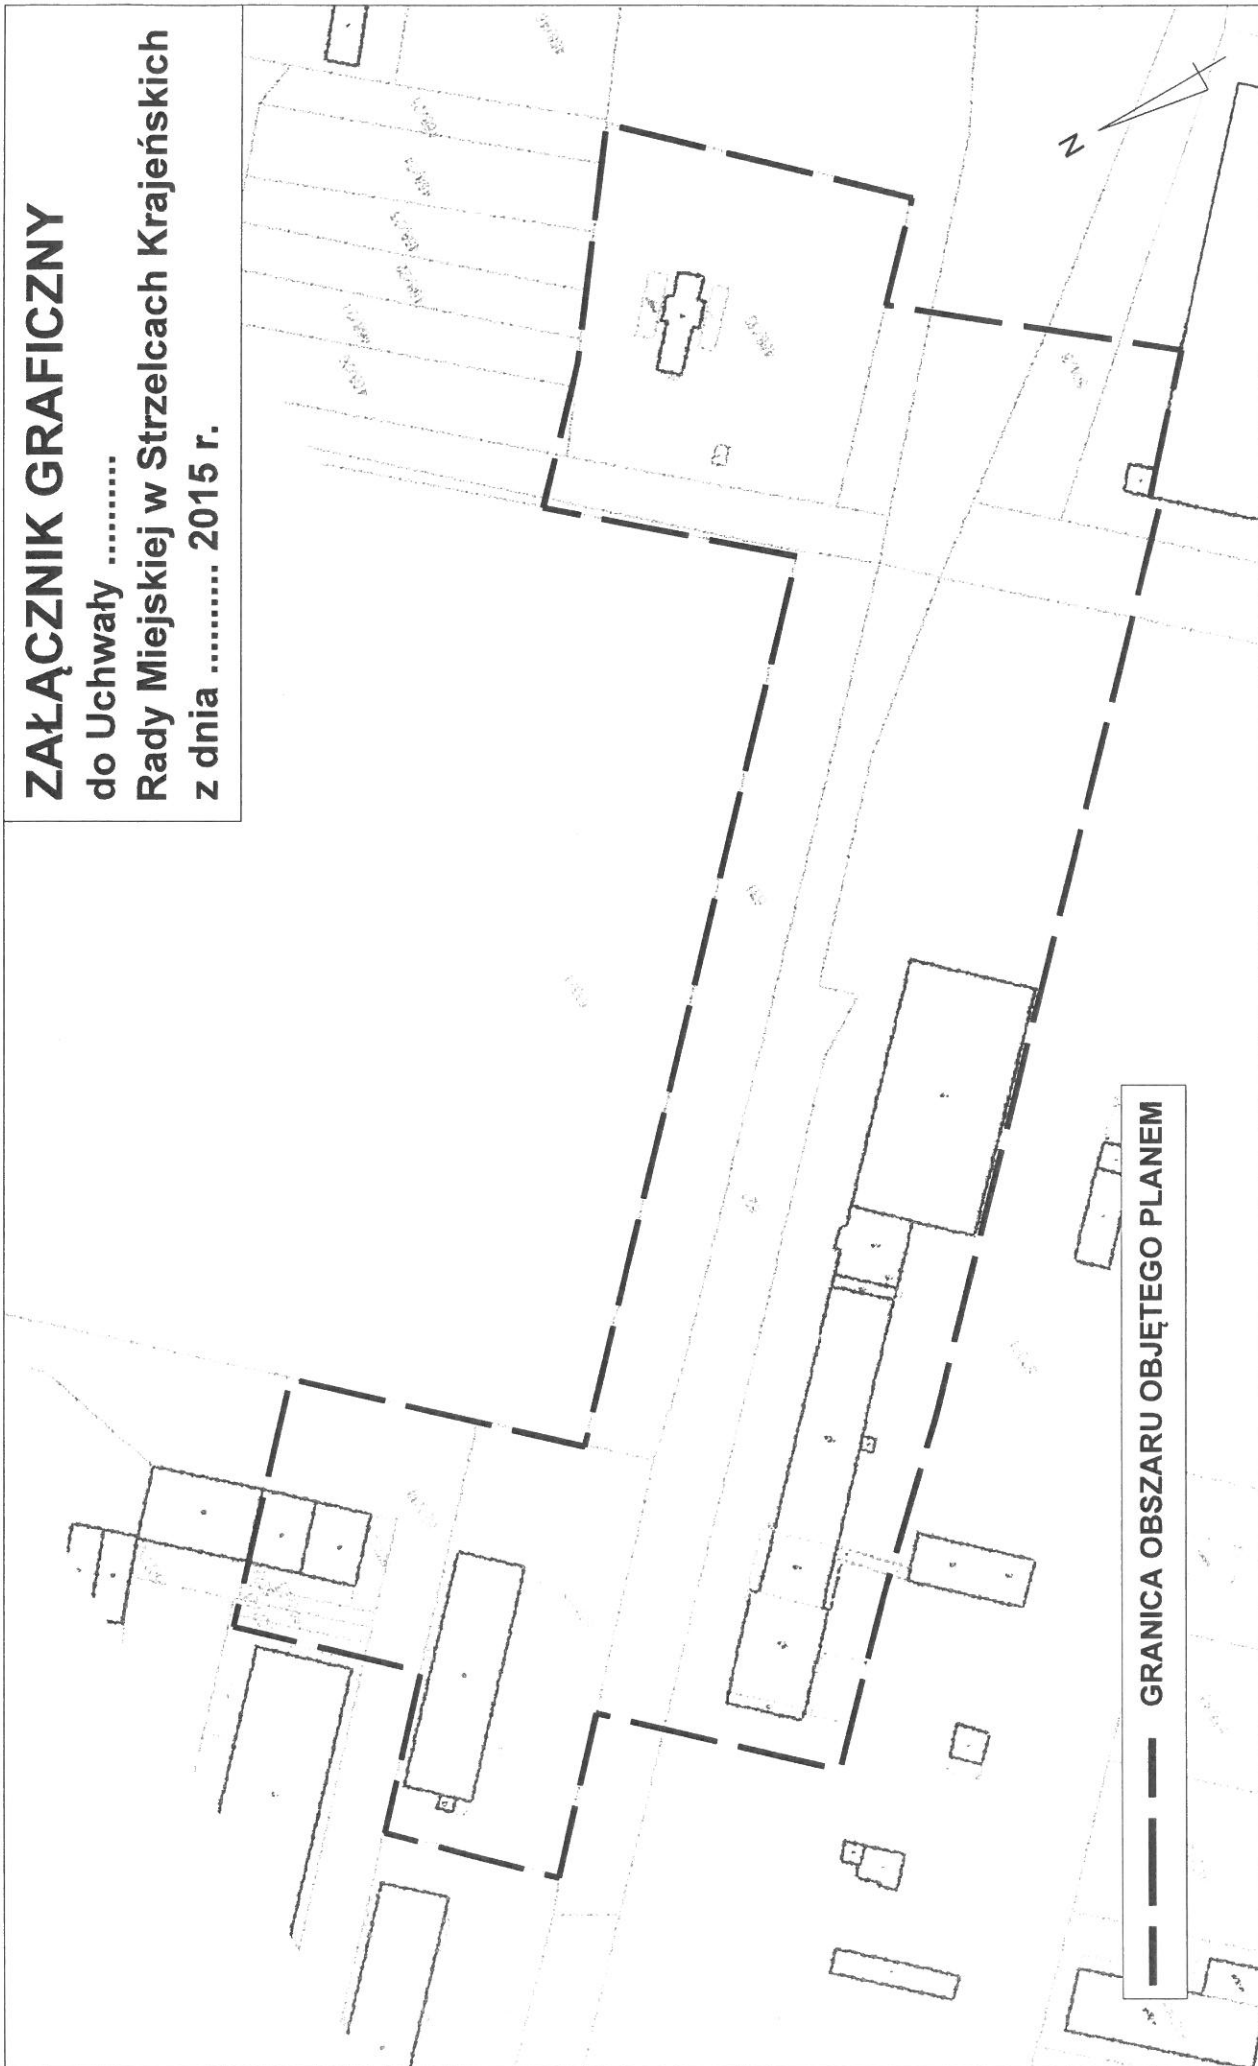 ZAŁĄCZNIK GRAFICZNY
do Uchwały ..........
Rady Miejskiej w Strzelcach Krajeńskich
z dnia .......... 2015 r.
N
GRANICA OBSZARU OBJĘTEGO PLANEM